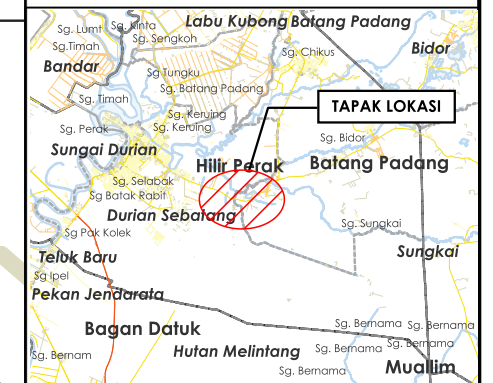 Sg. Lumt
Sg. Kinta
Labu Kubong
Batang Padang
Sg.Timah
Sg. Sengkoh
Sg. Chikus
Bidor
Bandar
Sg Tungku
Sg. Batang Padang
Sg. Timah
TAPAK LOKASI
Sg. Keruing
Sg. Keruing
Sg. Perak
Sg. Bidor
Sungai Durian
Hilir Perak
Batang Padang
Sg. Selabak
Sg Batak Rabit
Durian Sebatang
Sg. Sungkai
Sg Pak Kolek
Sungkai
Teluk Baru
Sg Ipel
Pekan Jendarata
Bagan Datuk
Sg. Bernama
Sg. Bernama
Sg. Bernam
Hutan Melintang
Sg. Bernama
Sg. Bernama
Sg. Bernama
Muallim